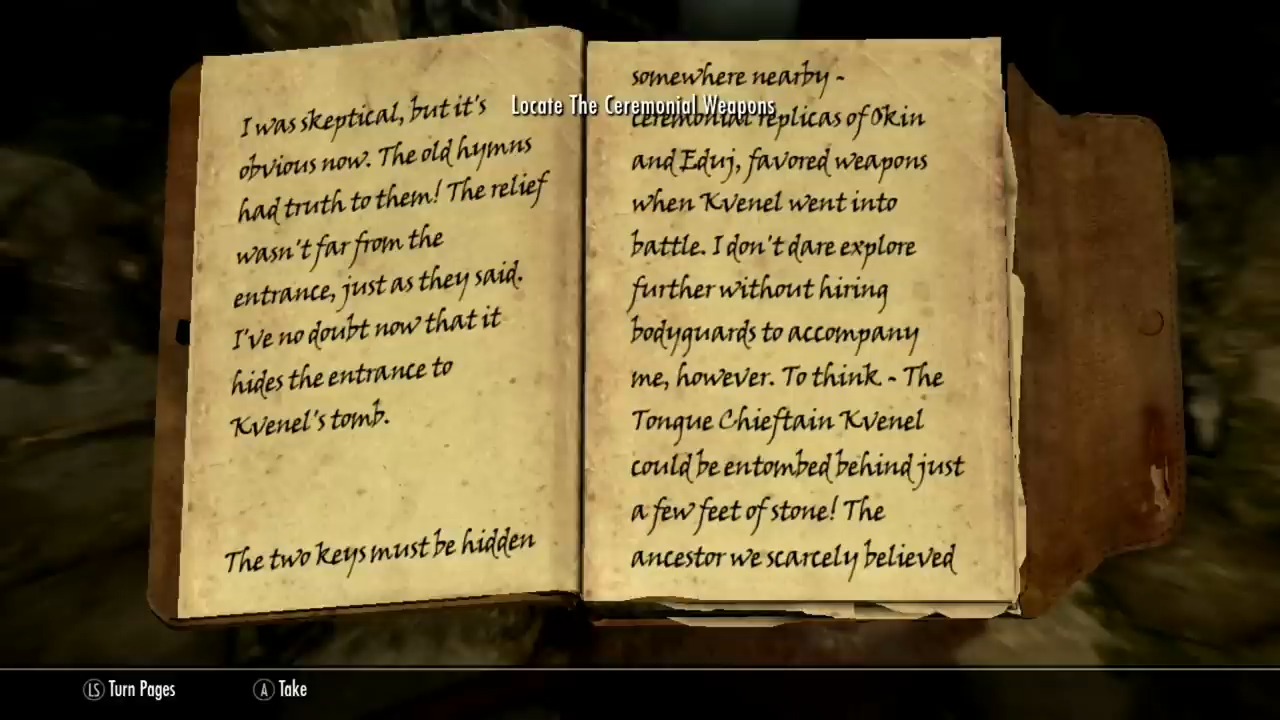 I was skeptical, but it's
obvious now. The old hymns
had truth to them! The relief
wasn't far from the
entrance, just as they said.
I've no doubt now that it
hides the entrance to
Kvenel's tomb.
The two keys must be hidden
somewhere nearby -
Locate The Ceremonial Weapons
ceremonial replicas of Okin
and Eduj, favored weapons
when Kvenel went into
battle. I don't dare explore
further without hiring
bodyguards to accompany
me, however. To think - The
Tongue Chieftain Kvenel
could be entombed behind just
a few feet of stone! The
ancestor we scarcely believed
LS Turn Pages
A Take